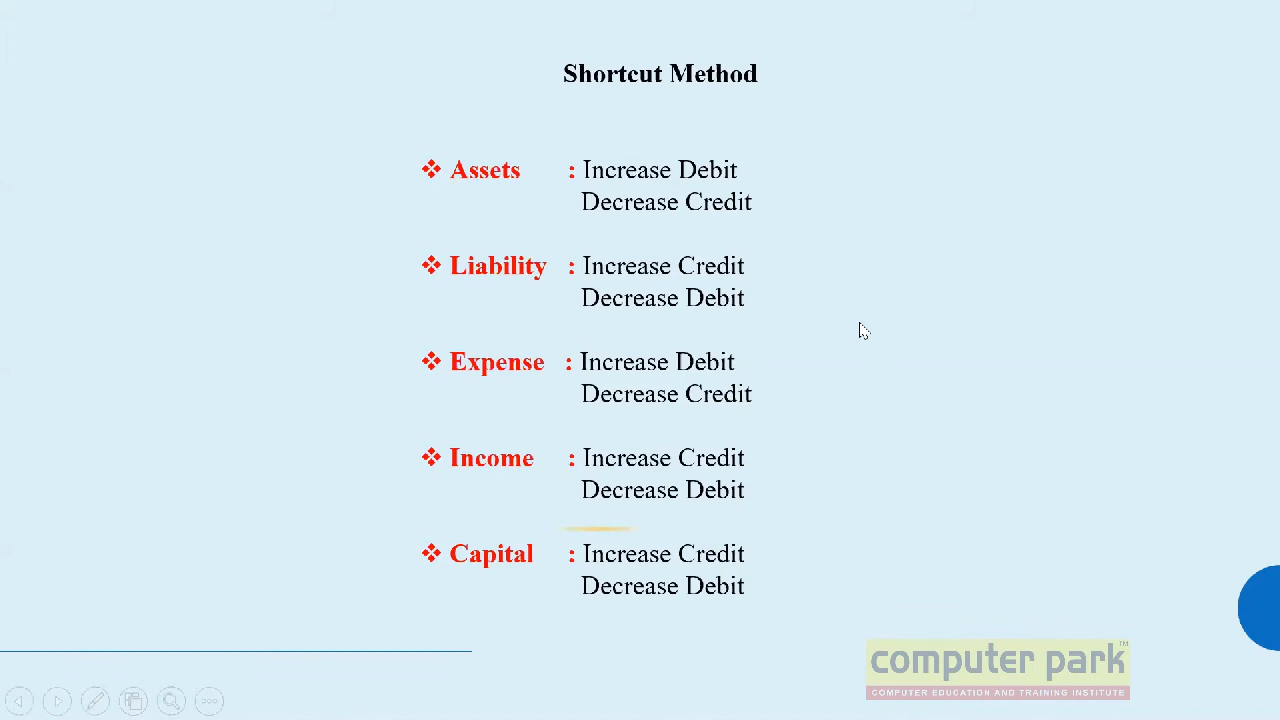 Shortcut Method
❖ Assets : Increase Debit
Decrease Credit
❖ Liability : Increase Credit
Decrease Debit
❖ Expense : Increase Debit
Decrease Credit
❖ Income : Increase Credit
Decrease Debit
❖ Capital : Increase Credit
Decrease Debit
computer park™
COMPUTER EDUCATION AND TRAINING INSTITUTE